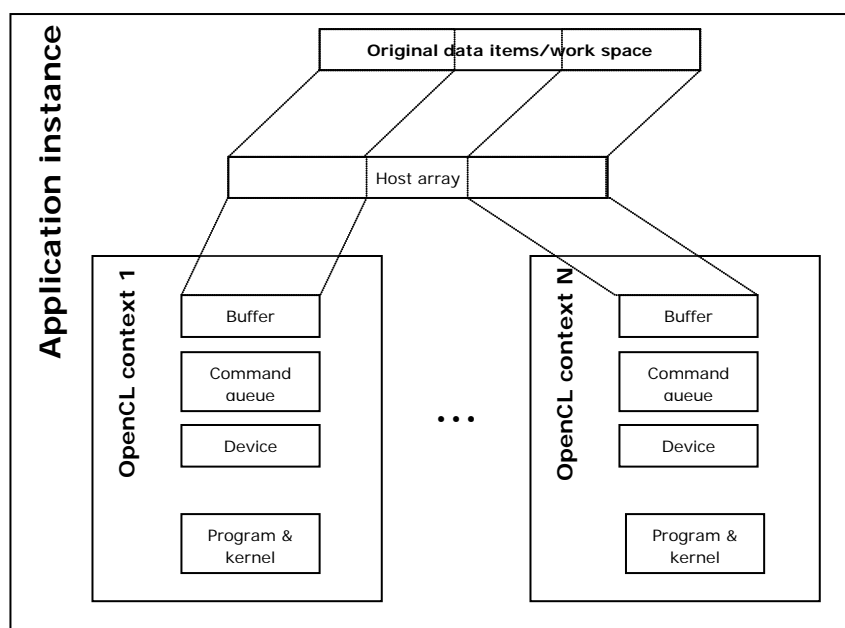 Application instance
Original data items/work space
Host array
OpenCL context 1
Buffer
Command
queue
Device
Program &
kernel
...
OpenCL context N
Buffer
Command
queue
Device
Program &
kernel